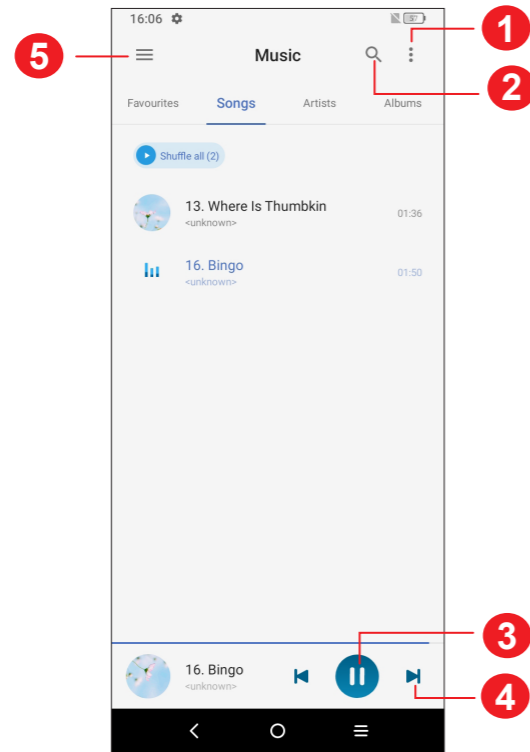 16:06
57
1
5
Music
2
Favourites Songs Artists Albums
Shuffle all (2)
13. Where Is Thumbkin
01:36
<unknown>
16. Bingo
01:50
<unknown>
3
16. Bingo
<unknown>
4